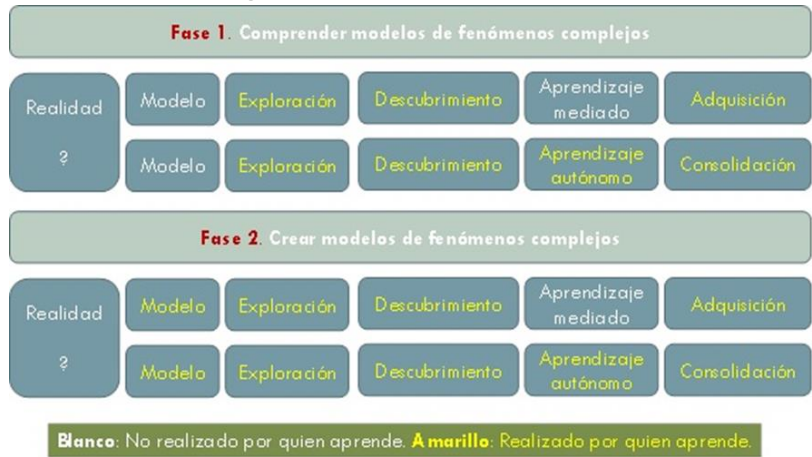 Fase 1. Comprender modelos de fenómenos complejos
Realidad
?
Modelo
Exploración
Descubrimiento
Aprendizaje
mediado
Adquisición
Modelo
Exploración
Descubrimiento
Aprendizaje
autónomo
Consolidación
Fase 2. Crear modelos de fenómenos complejos
Realidad
?
Modelo
Exploración
Descubrimiento
Aprendizaje
mediado
Adquisición
Modelo
Exploración
Descubrimiento
Aprendizaje
autónomo
Consolidación
Blanco: No realizado por quien aprende. Amarillo: Realizado por quien aprende.